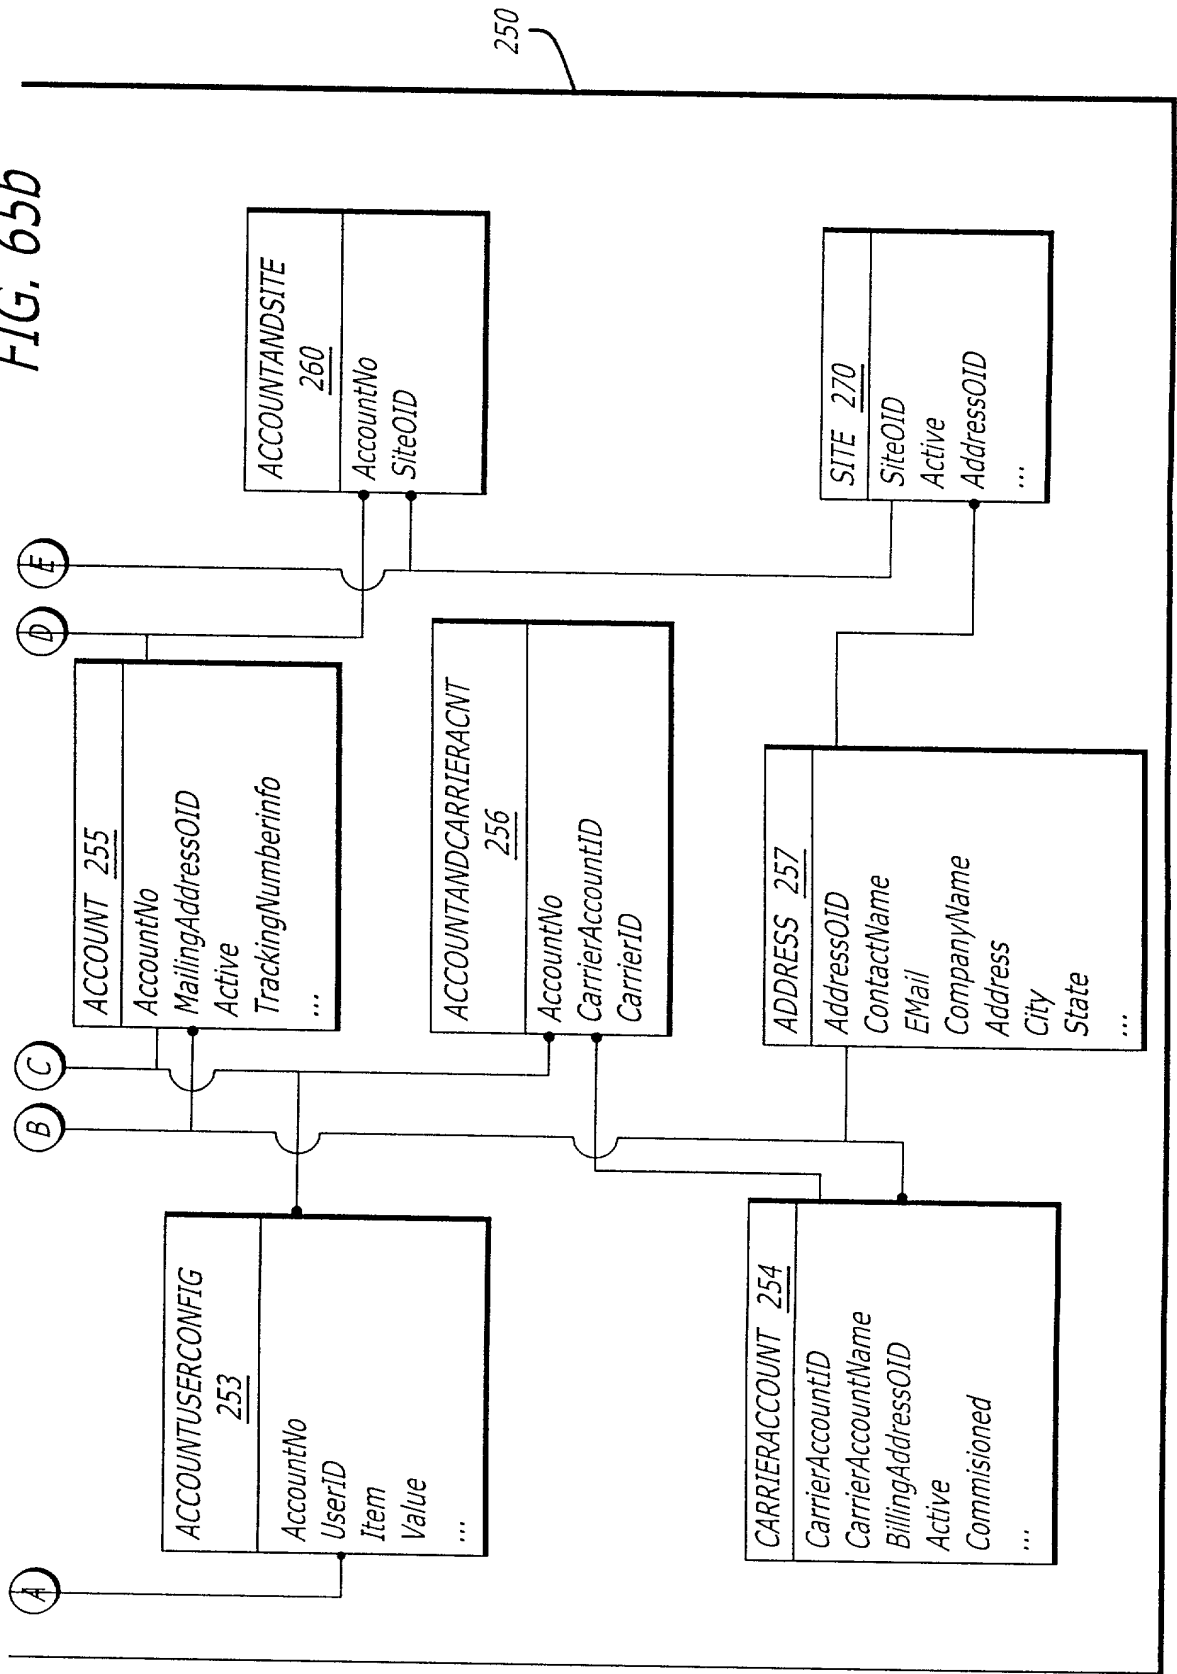 FIG. 65b
A
B
C
D
E
250
ACCOUNTUSERCONFIG
253
AccountNo
UserID
Item
Value
...
ACCOUNT 255
AccountNo
MailingAddressOID
Active
TrackingNumberinfo
...
ACCOUNTANDSITE
260
AccountNo
SiteOID
ACCOUNTANDCARRIERACNT
256
AccountNo
CarrierAccountID
CarrierID
CARRIERACCOUNT 254
CarrierAccountID
CarrierAccountName
BillingAddressOID
Active
Commisioned
...
ADDRESS 257
AddressOID
ContactName
EMail
CompanyName
Address
City
State
...
SITE 270
SiteOID
Active
AddressOID
...